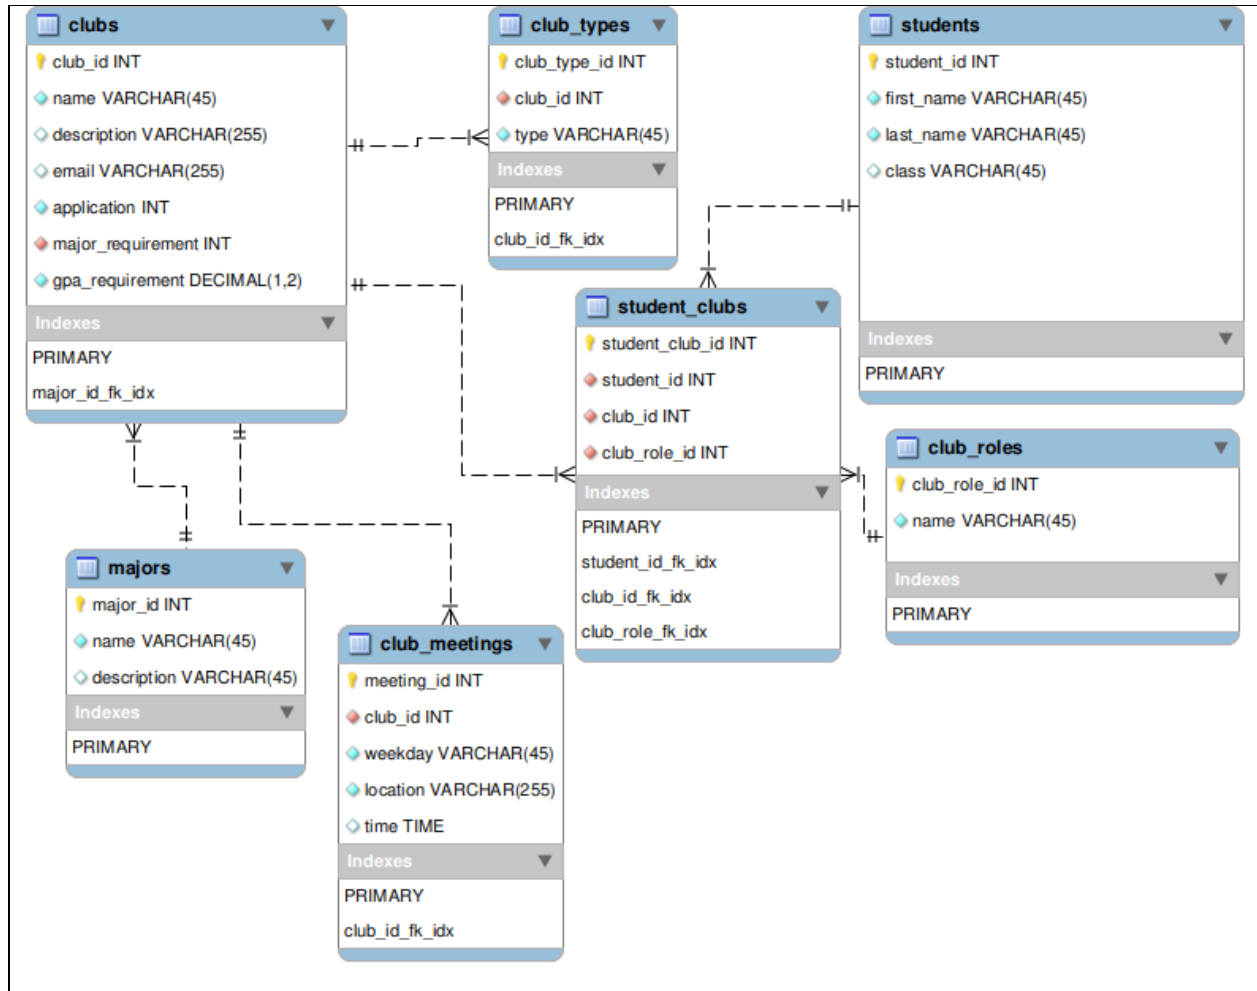 clubs
club_id INT
name VARCHAR(45)
description VARCHAR(255)
email VARCHAR(255)
application INT
major_requirement INT
gpa_requirement DECIMAL(1,2)
Indexes
PRIMARY
major_id_fk_idx
club_types
club_type_id INT
club_id INT
type VARCHAR(45)
Indexes
PRIMARY
club_id_fk_idx
students
student_id INT
first_name VARCHAR(45)
last_name VARCHAR(45)
class VARCHAR(45)
Indexes
PRIMARY
student_clubs
student_club_id INT
student_id INT
club_id INT
club_role_id INT
Indexes
PRIMARY
student_id_fk_idx
club_id_fk_idx
club_role_fk_idx
club_roles
club_role_id INT
name VARCHAR(45)
Indexes
PRIMARY
majors
major_id INT
name VARCHAR(45)
description VARCHAR(45)
Indexes
PRIMARY
club_meetings
meeting_id INT
club_id INT
weekday VARCHAR(45)
location VARCHAR(255)
time TIME
Indexes
PRIMARY
club_id_fk_idx